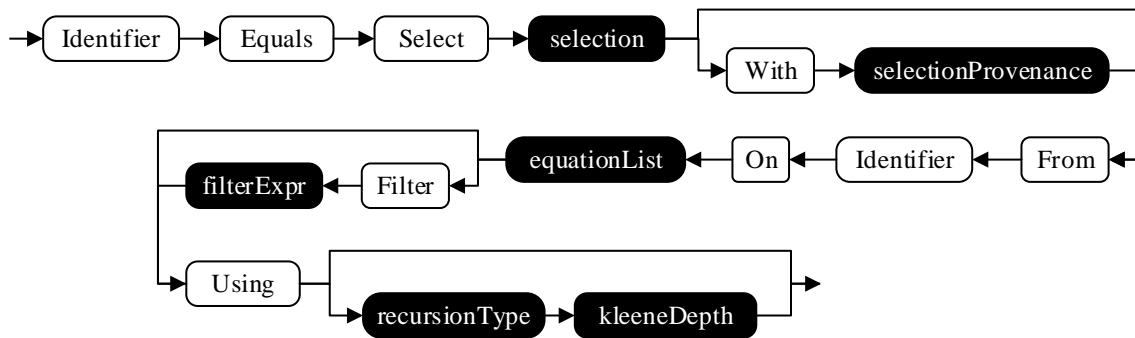 Identifier Equals Select selection
With selectionProvenance
equationList On Identifier From
filterExpr Filter
Using
recursionType kleeneDepth